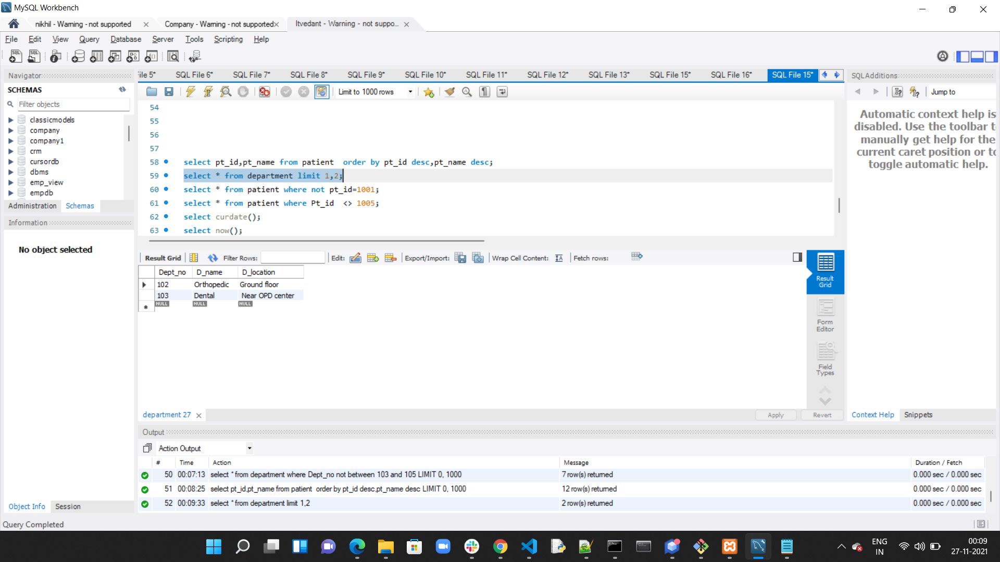 MySQL Workbench
nikhil - Warning - not supported
Company - Warning - not supported
Itvedant - Warning - not suppo...
File Edit View Query Database Server Tools Scripting Help
Navigator
ile 5*
SQL File 6*
SQL File 7*
SQL File 8*
SQL File 9*
SQL File 10*
SQL File 11*
SQL File 12*
SQL File 13*
SQL File 15*
SQL File 16*
SQL File 15*
SQLAdditions
SCHEMAS
Limit to 1000 rows
Jump to
Filter objects
classicmodels
company
company1
crm
cursordb
dbms
emp_view
empdb
Administration Schemas
Information
No object selected
54
55
56
57
58 select pt_id,pt_name from patient  order by pt_id desc,pt_name desc;
59 select * from department limit 1,2;
60 select * from patient where not pt_id=1001;
61 select * from patient where Pt_id  <> 1005;
62 select curdate();
63 select now();
Automatic context help is
disabled. Use the toolbar t
manually get help for the
current caret position or to
toggle automatic help.
Result Grid Filter Rows: Edit: Export/Import: Wrap Cell Content: Fetch rows:
Dept_no D_name D_location
102 Orthopedic Ground floor
103 Dental Near OPD center
NULL NULL NULL
Result
Grid
Form
Editor
Field
Types
department 27
Apply Revert
Context Help Snippets
Output
Action Output
# Time Action Message Duration / Fetch
50 00:07:13 select * from department where Dept_no not between 103 and 105 LIMIT 0, 1000 7 row(s) returned 0.000 sec / 0.000 sec
51 00:08:25 select pt_id,pt_name from patient  order by pt_id desc,pt_name desc LIMIT 0, 1000 12 row(s) returned 0.000 sec / 0.000 sec
52 00:09:33 select * from department limit 1,2 2 row(s) returned 0.000 sec / 0.000 sec
Object Info Session
Query Completed
ENG
IN
00:09
27-11-2021